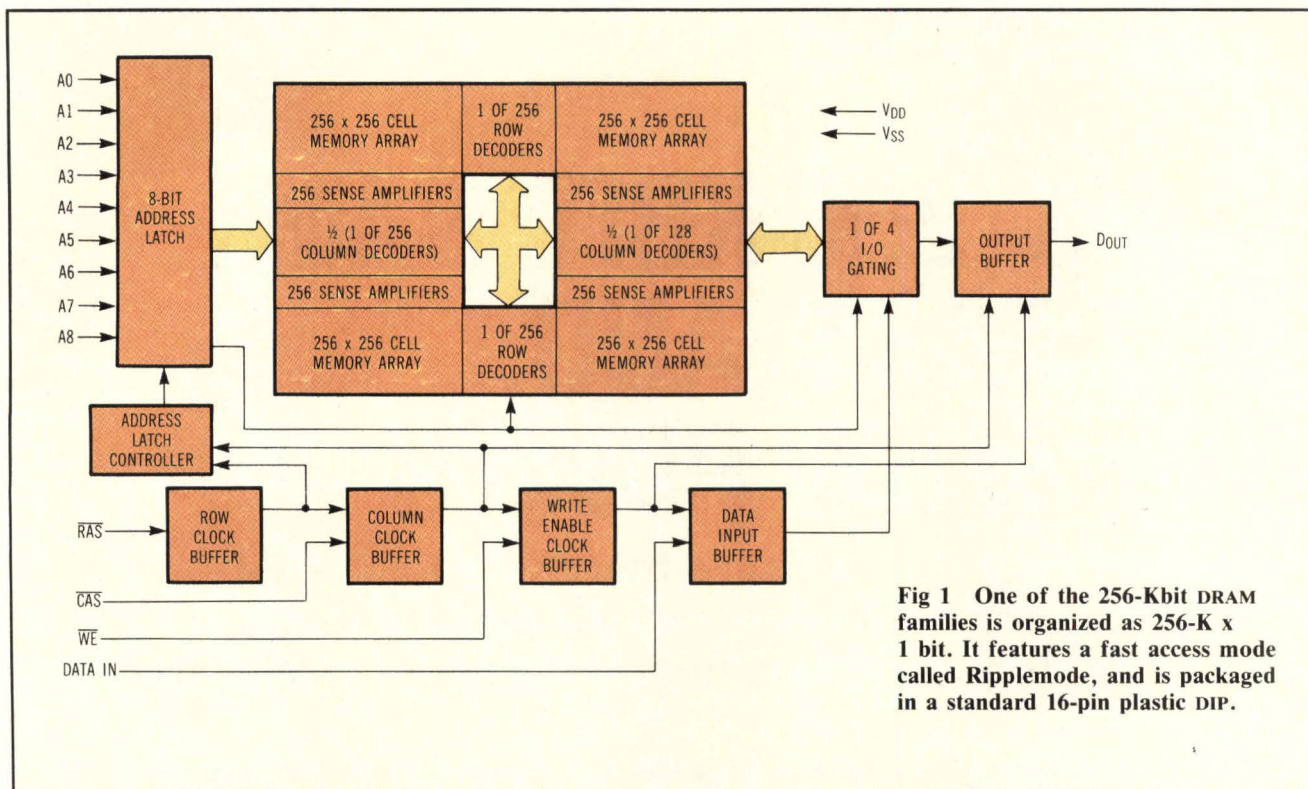 A0
A1
A2
A3
A4
A5
A6
A7
A8
8-BIT
ADDRESS
LATCH
256 x 256 CELL
MEMORY ARRAY
1 OF 256
ROW
DECODERS
256 x 256 CELL
MEMORY ARRAY
256 SENSE AMPLIFIERS
256 SENSE AMPLIFIERS
½ (1 OF 256
COLUMN DECODERS)
½ (1 OF 128
COLUMN DECODERS)
256 SENSE AMPLIFIERS
256 SENSE AMPLIFIERS
256 x 256 CELL
MEMORY ARRAY
1 OF 256
ROW
DECODERS
256 x 256 CELL
MEMORY ARRAY
VDD
VSS
1 OF 4
I/O
GATING
OUTPUT
BUFFER
DOUT
ADDRESS
LATCH
CONTROLLER
RAS
ROW
CLOCK
BUFFER
COLUMN
CLOCK
BUFFER
WRITE
ENABLE
CLOCK
BUFFER
DATA
INPUT
BUFFER
CAS
WE
DATA IN
Fig 1 One of the 256-Kbit DRAM
families is organized as 256-K x
1 bit. It features a fast access mode
called Ripplemode, and is packaged
in a standard 16-pin plastic DIP.